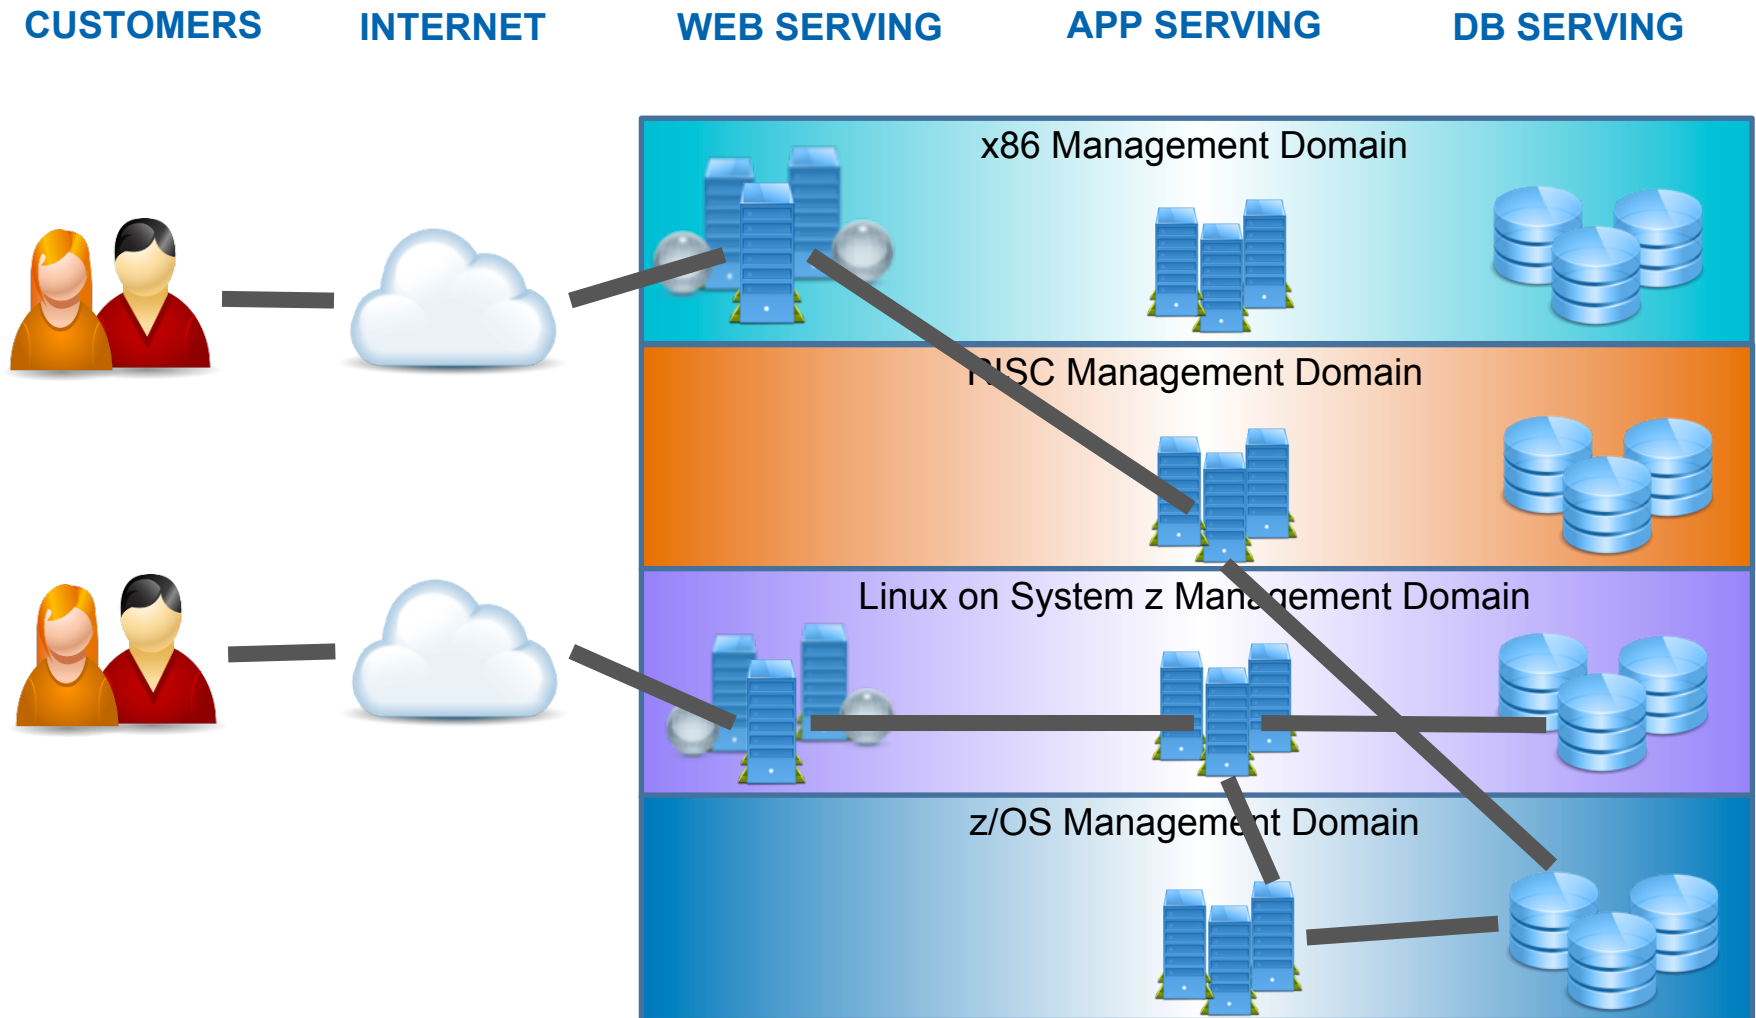 CUSTOMERS INTERNET WEB SERVING APP SERVING DB SERVING
x86 Management Domain
RISC Management Domain
Linux on System z Management Domain
z/OS Management Domain